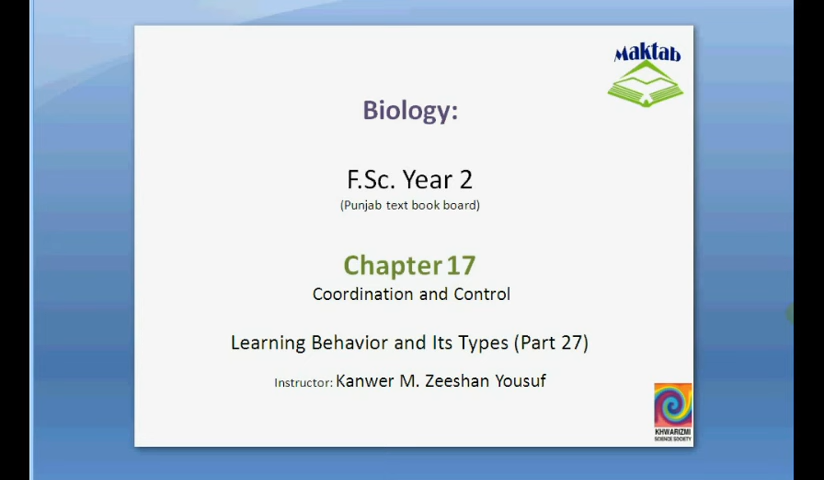 Maktab
Biology:
F.Sc. Year 2
(Punjab text book board)
Chapter 17
Coordination and Control
Learning Behavior and Its Types (Part 27)
Instructor: Kanwer M. Zeeshan Yousuf
KHWARIZMI
SCIENCE SOCIETY